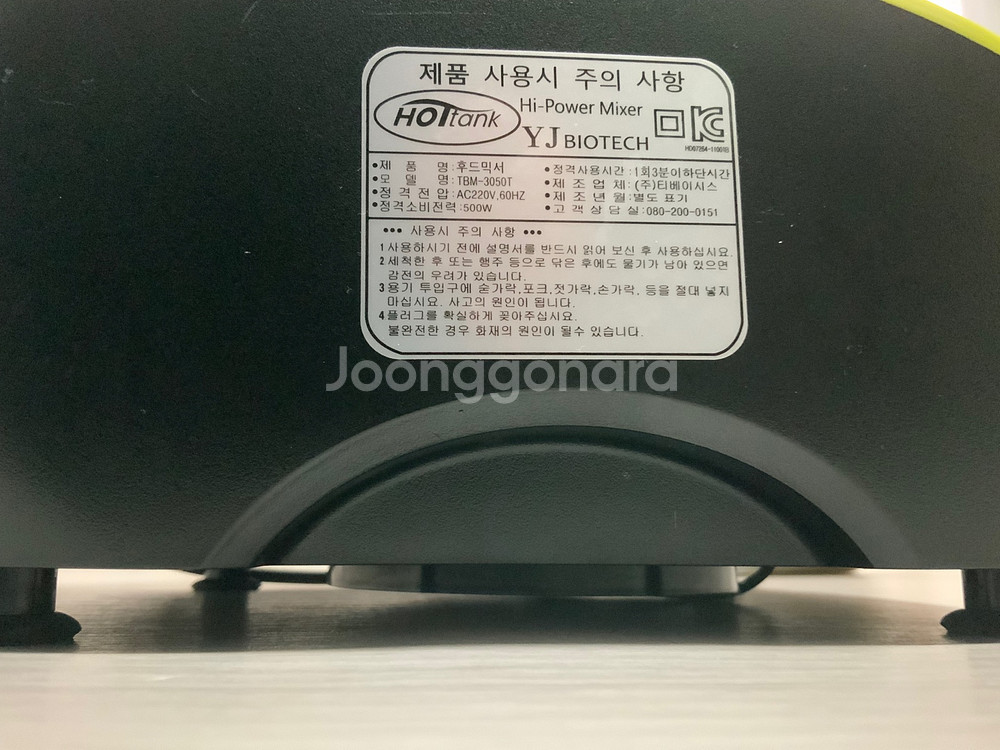 제품 사용시 주의 사항
HOTtank
Hi-Power Mixer
YJ BIOTECH
HD07264-11001B
•제 품 명:후드믹서
•모 델 명:TBM-3050T
•정격전압:AC220V,60HZ
•정격소비전력:500W
•정격사용시간:1회3분이하단시간
•제조업체:(주)티베이시스
•제조년월:별도 표기
•고객상담실:080-200-0151
••• 사용시 주의 사항 •••
1 사용하시기 전에 설명서를 반드시 읽어 보신 후 사용하십시요.
2 세척한 후 또는 행주 등으로 닦은 후에도 물기가 남아 있으면
감전의 우려가 있습니다.
3 용기 투입구에 숟가락,포크,젓가락,손가락, 등을 절대 넣지
마십시요. 사고의 원인이 됩니다.
4 플러그를 확실하게 꽂아주십시요.
불완전한 경우 화재의 원인이 될수 있습니다.
Joonggonara